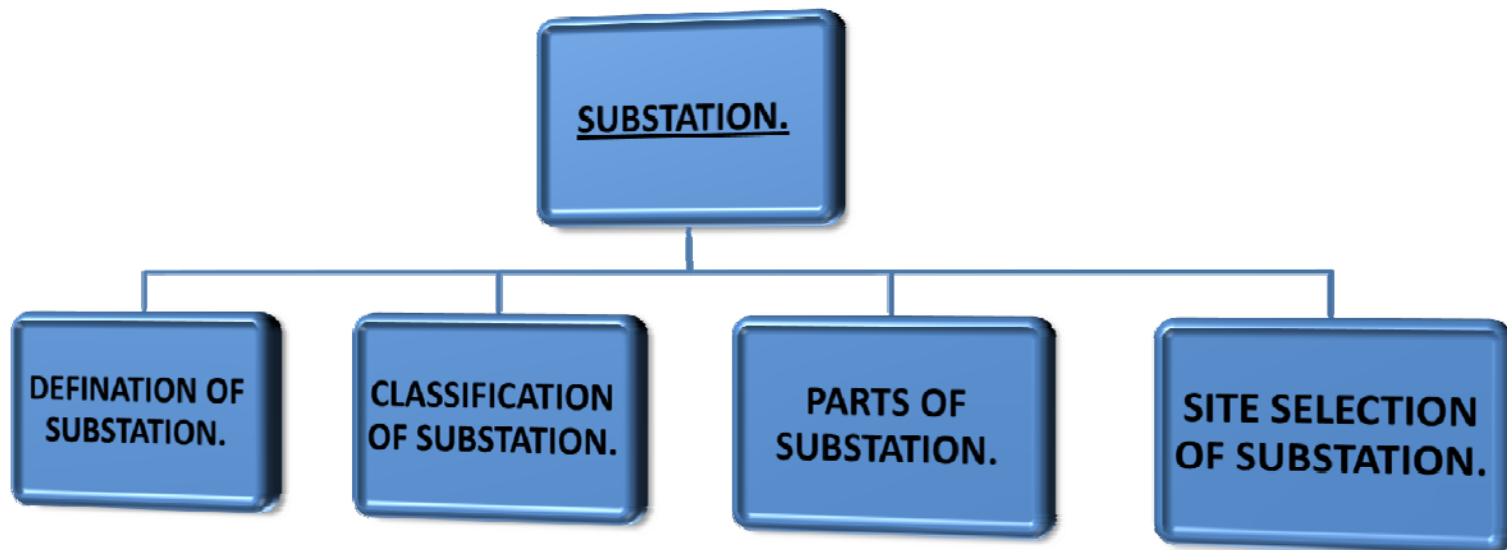 SUBSTATION.
DEFINATION OF
SUBSTATION.
CLASSIFICATION
OF SUBSTATION.
PARTS OF
SUBSTATION.
SITE SELECTION
OF SUBSTATION.